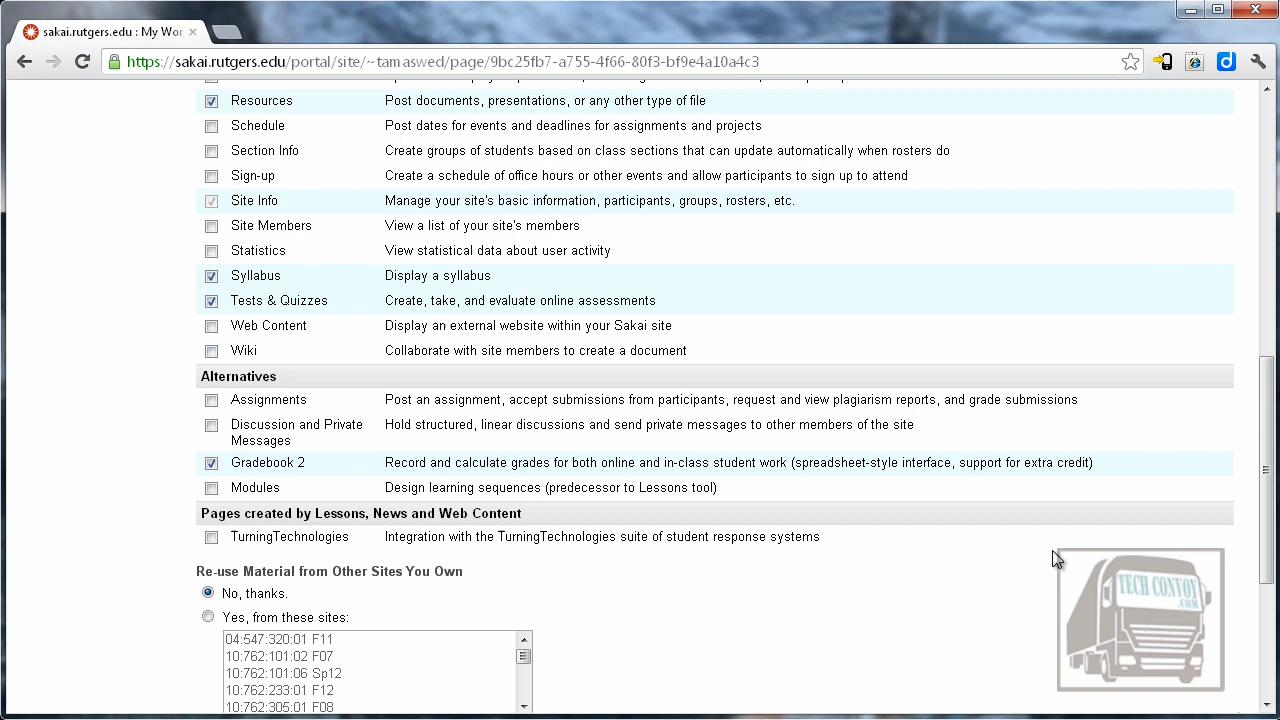 sakai.rutgers.edu : My Wor
https://sakai.rutgers.edu/portal/site/~tamaswed/page/9bc25fb7-a755-4f66-80f3-bf9e4a10a4c3
Resources Post documents, presentations, or any other type of file
Schedule Post dates for events and deadlines for assignments and projects
Section Info Create groups of students based on class sections that can update automatically when rosters do
Sign-up Create a schedule of office hours or other events and allow participants to sign up to attend
Site Info Manage your site's basic information, participants, groups, rosters, etc.
Site Members View a list of your site's members
Statistics View statistical data about user activity
Syllabus Display a syllabus
Tests & Quizzes Create, take, and evaluate online assessments
Web Content Display an external website within your Sakai site
Wiki Collaborate with site members to create a document
Alternatives
Assignments Post an assignment, accept submissions from participants, request and view plagiarism reports, and grade submissions
Discussion and Private Hold structured, linear discussions and send private messages to other members of the site
Messages
Gradebook 2 Record and calculate grades for both online and in-class student work (spreadsheet-style interface, support for extra credit)
Modules Design learning sequences (predecessor to Lessons tool)
Pages created by Lessons, News and Web Content
TurningTechnologies Integration with the TurningTechnologies suite of student response systems
Re-use Material from Other Sites You Own
No, thanks.
Yes, from these sites:
04:547:320:01 F11
10:762:101:02 F07
10:762:101:06 Sp12
10:762:233:01 F12
10:762:305:01 F08
TECH CONVOY
.COM